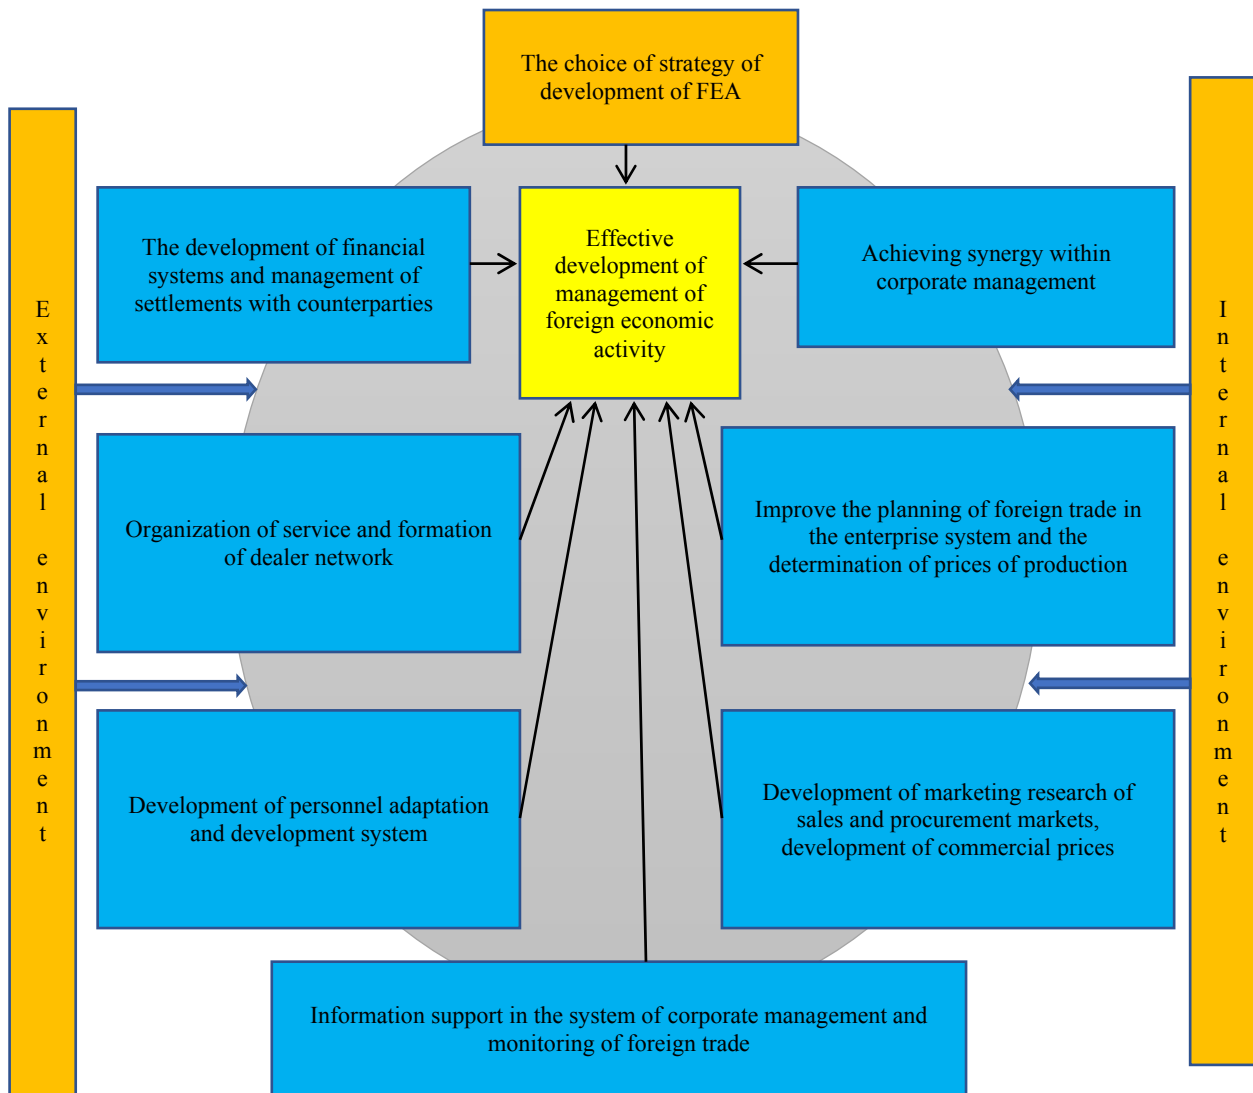 The choice of strategy of
development of FEA
External environment
The development of financial
systems and management of
settlements with counterparties
Effective
development of
management of
foreign economic
activity
Achieving synergy within
corporate management
Internal environment
Organization of service and formation
of dealer network
Improve the planning of foreign trade in
the enterprise system and the
determination of prices of production
Development of personnel adaptation
and development system
Development of marketing research of
sales and procurement markets,
development of commercial prices
Information support in the system of corporate management and
monitoring of foreign trade